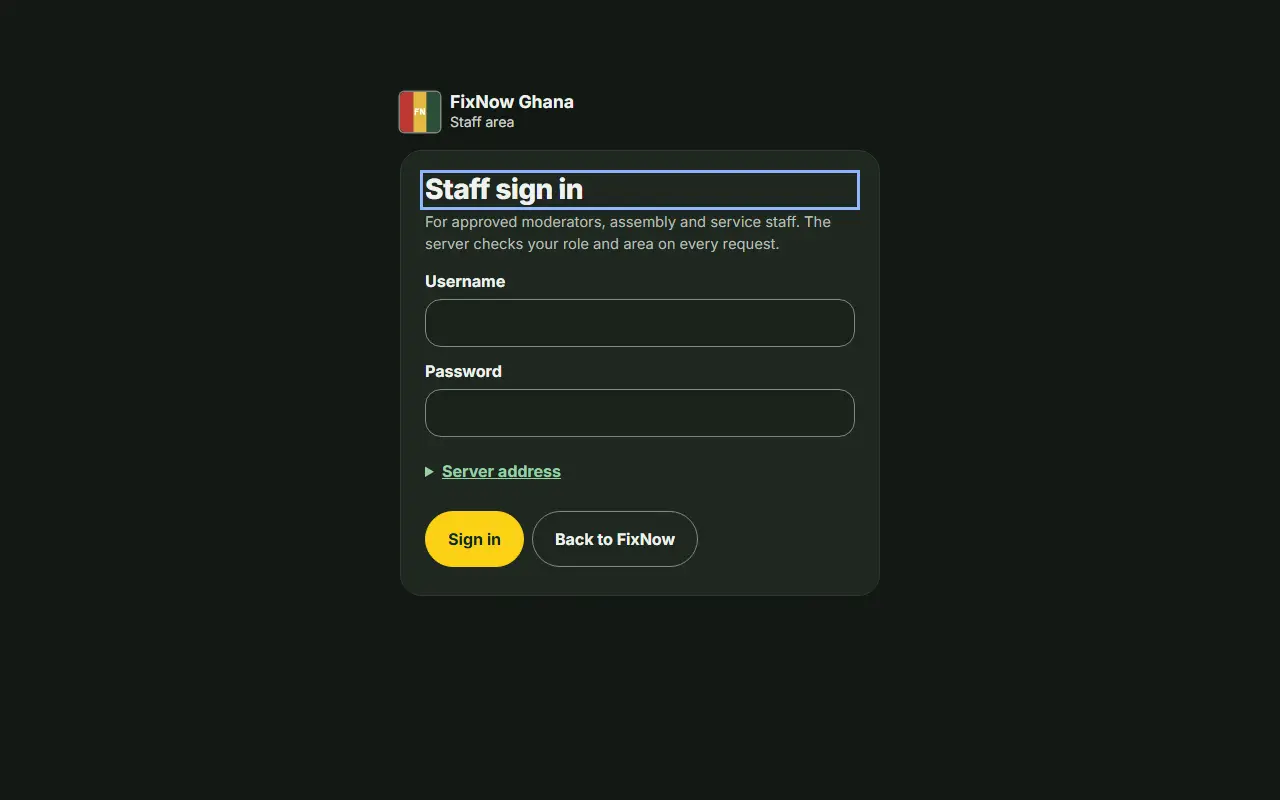 FN
FixNow Ghana
Staff area
Staff sign in
For approved moderators, assembly and service staff. The
server checks your role and area on every request.
Username
Password
Server address
Sign in
Back to FixNow